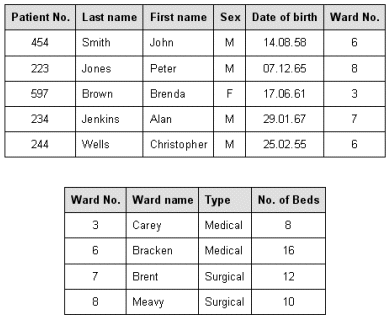 Patient No. Last name First name Sex Date of birth Ward No.
454 Smith John M 14.08.58 6
223 Jones Peter M 07.12.65 8
597 Brown Brenda F 17.06.61 3
234 Jenkins Alan M 29.01.67 7
244 Wells Christopher M 25.02.55 6
Ward No. Ward name Type No. of Beds
3 Carey Medical 8
6 Bracken Medical 16
7 Brent Surgical 12
8 Meavy Surgical 10